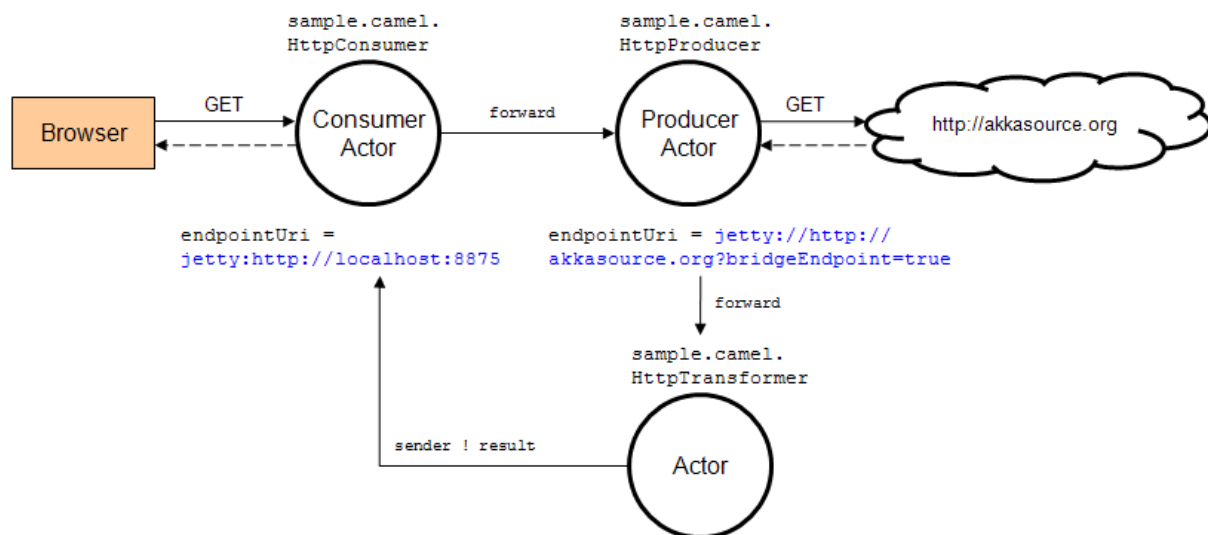 sample.camel.
HttpConsumer
sample.camel.
HttpProducer
GET
Browser
Consumer
Actor
forward
Producer
Actor
GET
http://akkasource.org
endpointUri =
jetty:http://localhost:8875
endpointUri = jetty://http://
akkasource.org?bridgeEndpoint=true
forward
sample.camel.
HttpTransformer
sender ! result
Actor